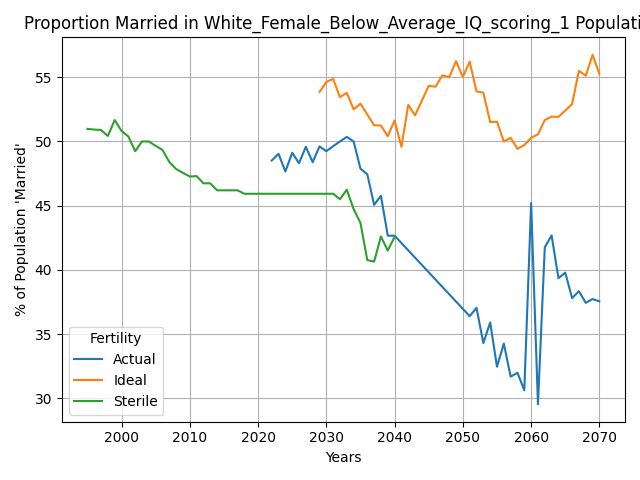 Proportion Married in White_Female_Below_Average_IQ_scoring_1 Populati
% of Population 'Married'
55
50
45
40
35
30
Fertility
Actual
Ideal
Sterile
2000 2010 2020 2030 2040 2050 2060 2070
Years